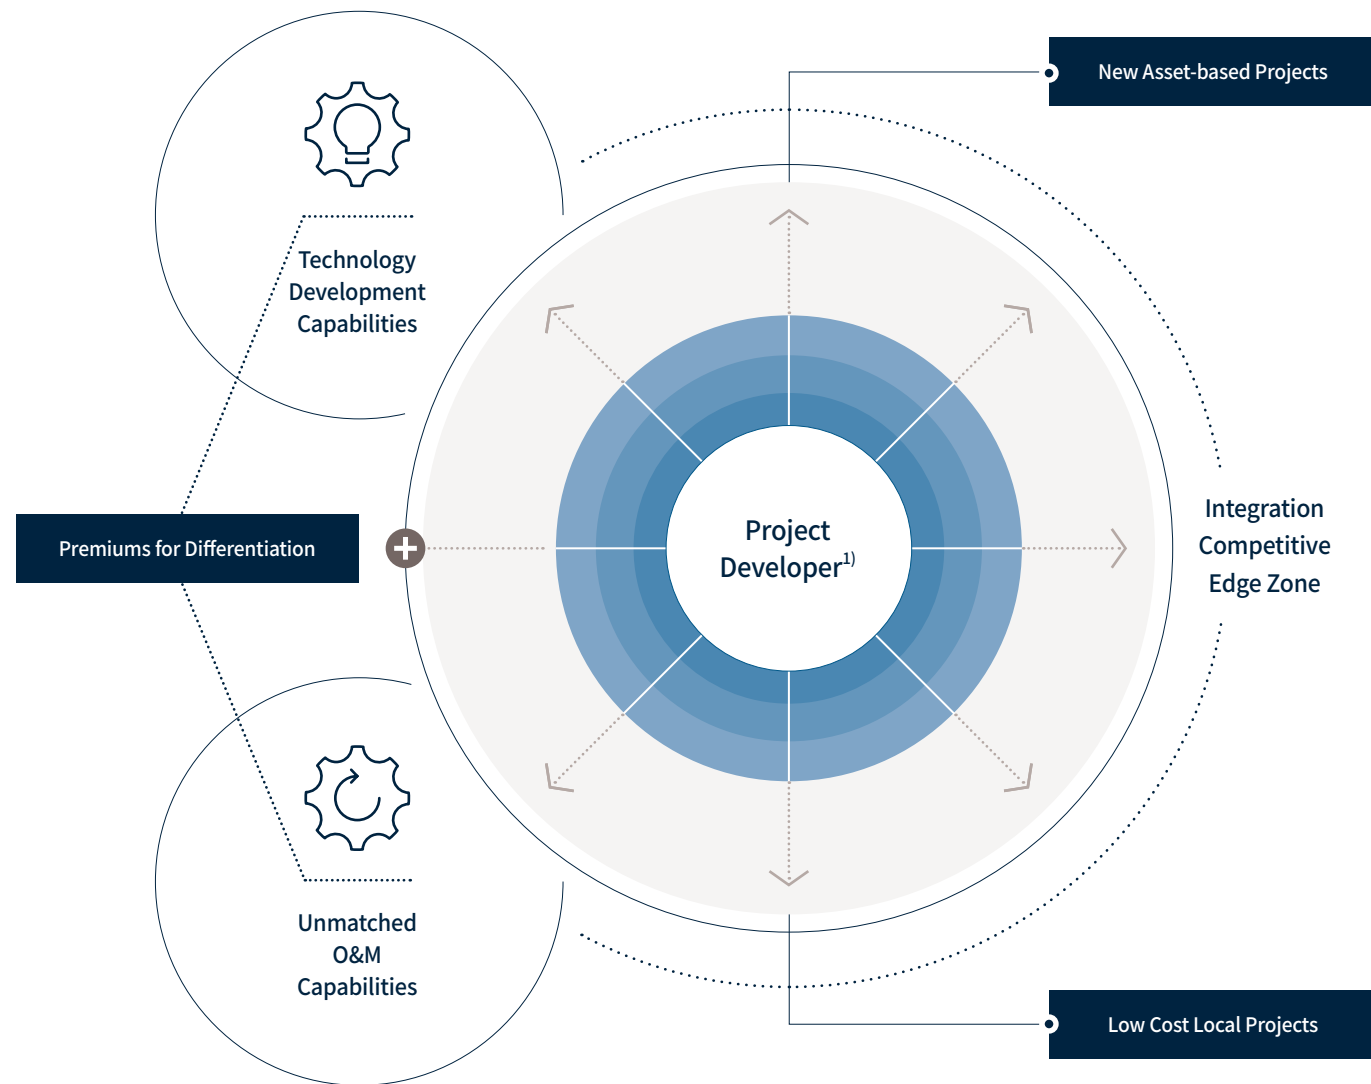 New Asset-based Projects
Technology
Development
Capabilities
Premiums for Differentiation
Project
Developer1)
Integration
Competitive
Edge Zone
Unmatched
O&M
Capabilities
Low Cost Local Projects